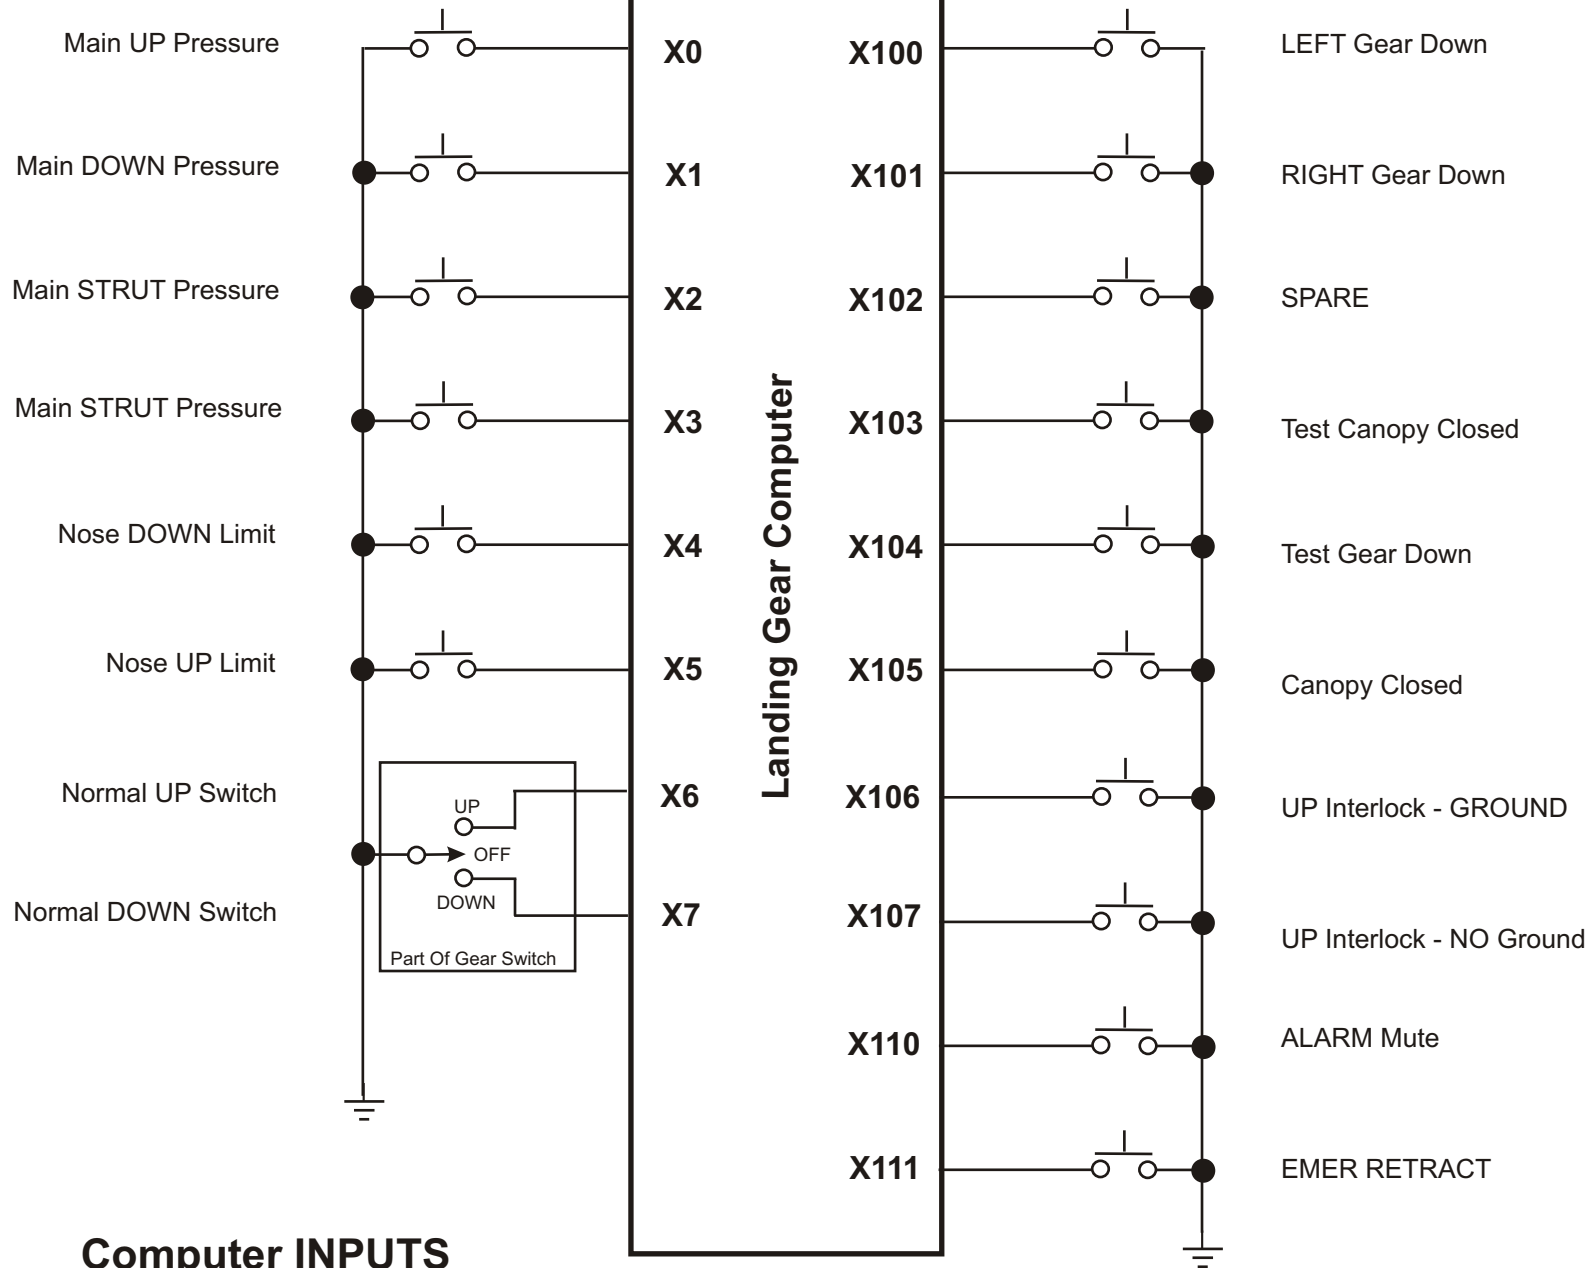 Main UP Pressure X0 X100 LEFT Gear Down
Main DOWN Pressure X1 X101 RIGHT Gear Down
Main STRUT Pressure X2 X102 SPARE
Main STRUT Pressure X3 X103 Test Canopy Closed
Nose DOWN Limit X4 X104 Test Gear Down
Nose UP Limit X5 X105 Canopy Closed
Normal UP Switch UP X6 X106 UP Interlock - GROUND
OFF
Normal DOWN Switch DOWN X7 X107 UP Interlock - NO Ground
Part Of Gear Switch
Landing Gear Computer
X110 ALARM Mute
X111 EMER RETRACT
Computer INPUTS